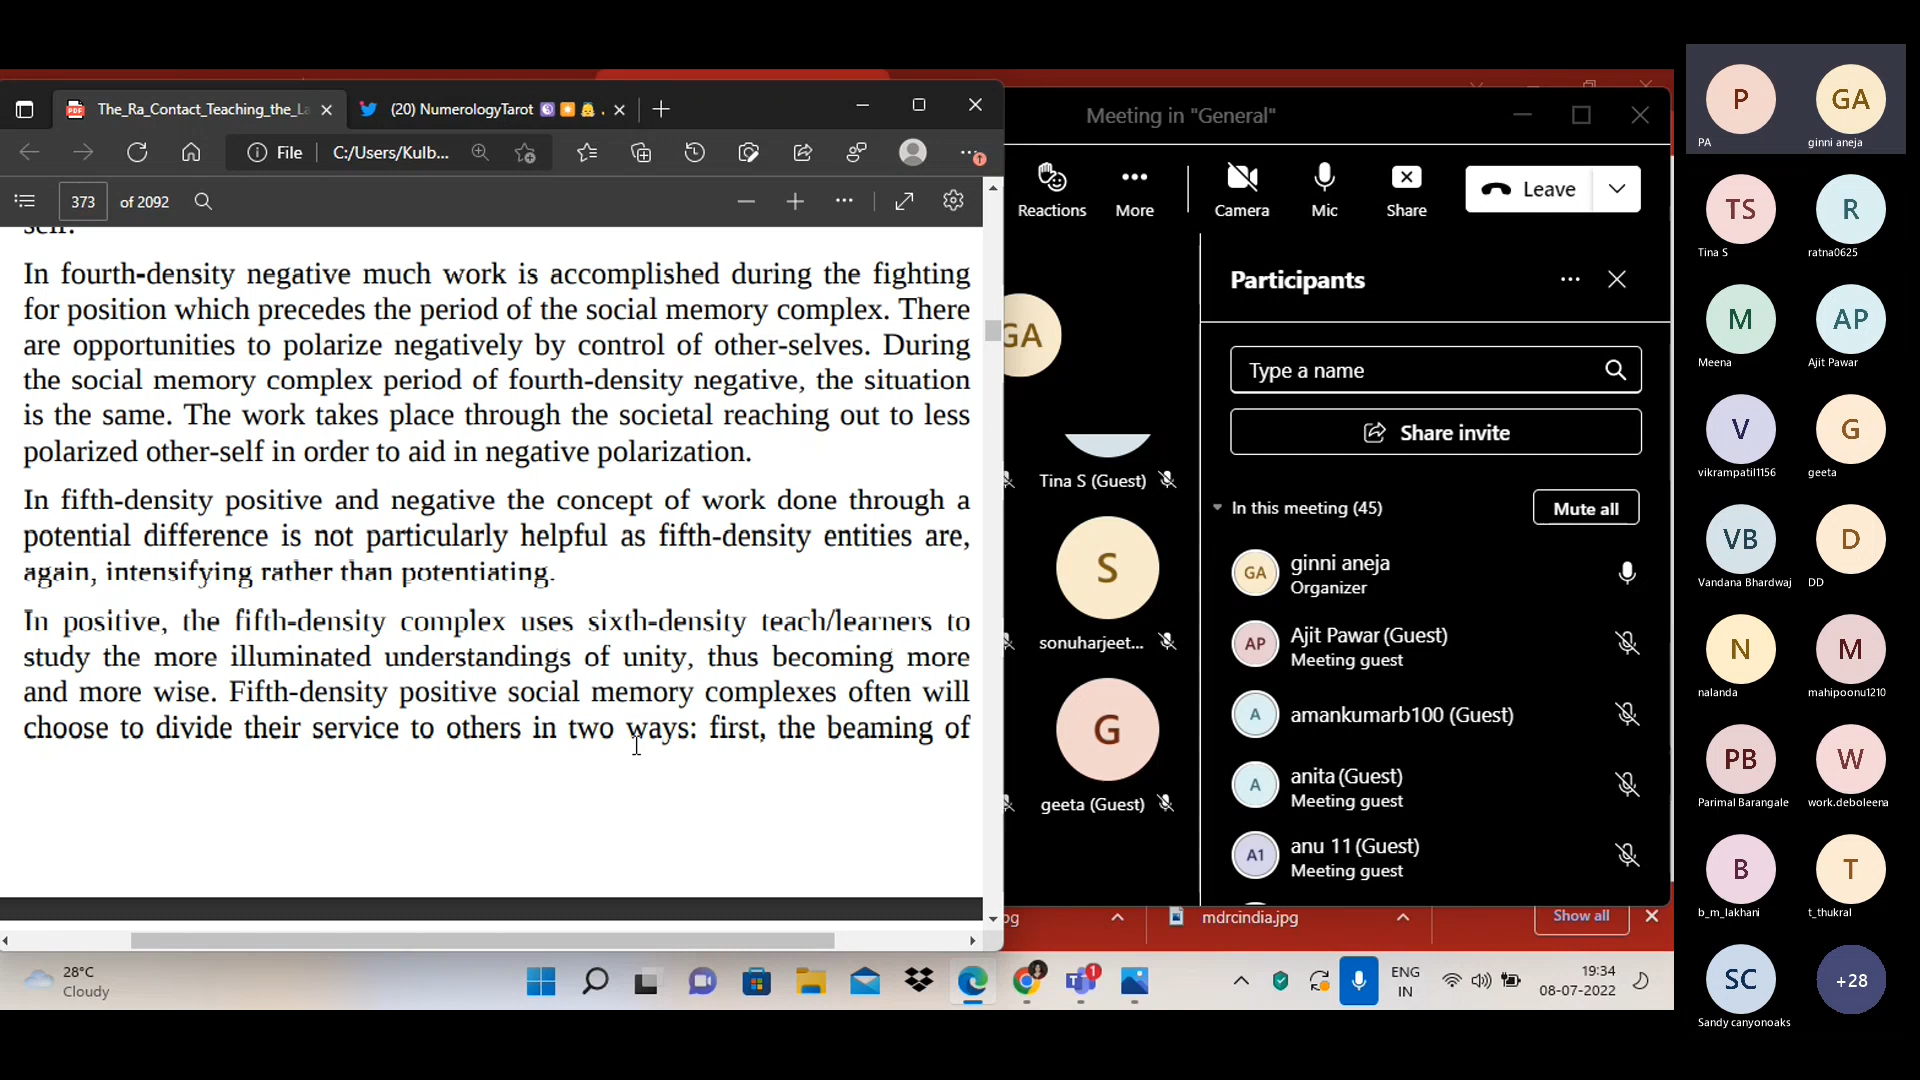 The_Ra_Contact_Teaching_the_La
(20) NumerologyTarot
File
C:/Users/Kulb...
373
of 2092
self.
In fourth-density negative much work is accomplished during the fighting
for position which precedes the period of the social memory complex. There
are opportunities to polarize negatively by control of other-selves. During
the social memory complex period of fourth-density negative, the situation
is the same. The work takes place through the societal reaching out to less
polarized other-self in order to aid in negative polarization.
In fifth-density positive and negative the concept of work done through a
potential difference is not particularly helpful as fifth-density entities are,
again, intensifying rather than potentiating.
In positive, the fifth-density complex uses sixth-density teach/learners to
study the more illuminated understandings of unity, thus becoming more
and more wise. Fifth-density positive social memory complexes often will
choose to divide their service to others in two ways: first, the beaming of
Meeting in "General"
Reactions
More
Camera
Mic
Share
Leave
GA
Tina S (Guest)
S
sonuharjeet...
G
geeta (Guest)
Participants
Type a name
Share invite
In this meeting (45)
Mute all
GA
ginni aneja
Organizer
AP
Ajit Pawar (Guest)
Meeting guest
A
amankumarb100 (Guest)
A
anita (Guest)
Meeting guest
A1
anu 11 (Guest)
Meeting guest
pg
mdrcindia.jpg
Show all
28°C
Cloudy
1
ENG
IN
19:34
08-07-2022
P
PA
GA
ginni aneja
TS
Tina S
R
ratna0625
M
Meena
AP
Ajit Pawar
V
vikrampatil1156
G
geeta
VB
Vandana Bhardwaj
D
DD
N
nalanda
M
mahipoonu1210
PB
Parimal Barangale
W
work.deboleena
B
b_m_lakhani
T
t_thukral
SC
Sandy canyonoaks
+28